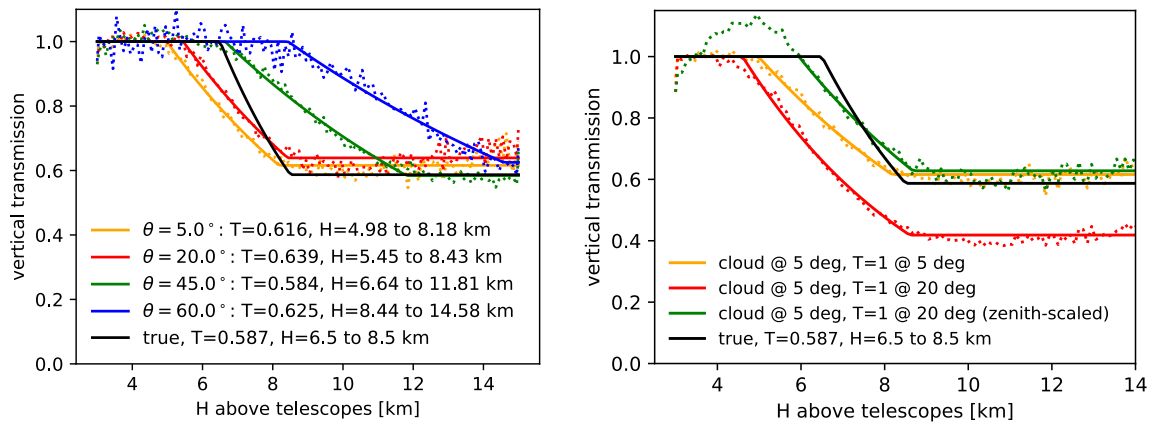 vertical transmission
1.0
0.8
0.6
0.4
0.2
0.0
θ = 5.0°: T=0.616, H=4.98 to 8.18 km
θ = 20.0°: T=0.639, H=5.45 to 8.43 km
θ = 45.0°: T=0.584, H=6.64 to 11.81 km
θ = 60.0°: T=0.625, H=8.44 to 14.58 km
true, T=0.587, H=6.5 to 8.5 km
4 6 8 10 12 14
H above telescopes [km]
vertical transmission
1.0
0.8
0.6
0.4
0.2
0.0
cloud @ 5 deg, T=1 @ 5 deg
cloud @ 5 deg, T=1 @ 20 deg
cloud @ 5 deg, T=1 @ 20 deg (zenith-scaled)
true, T=0.587, H=6.5 to 8.5 km
4 6 8 10 12 14
H above telescopes [km]